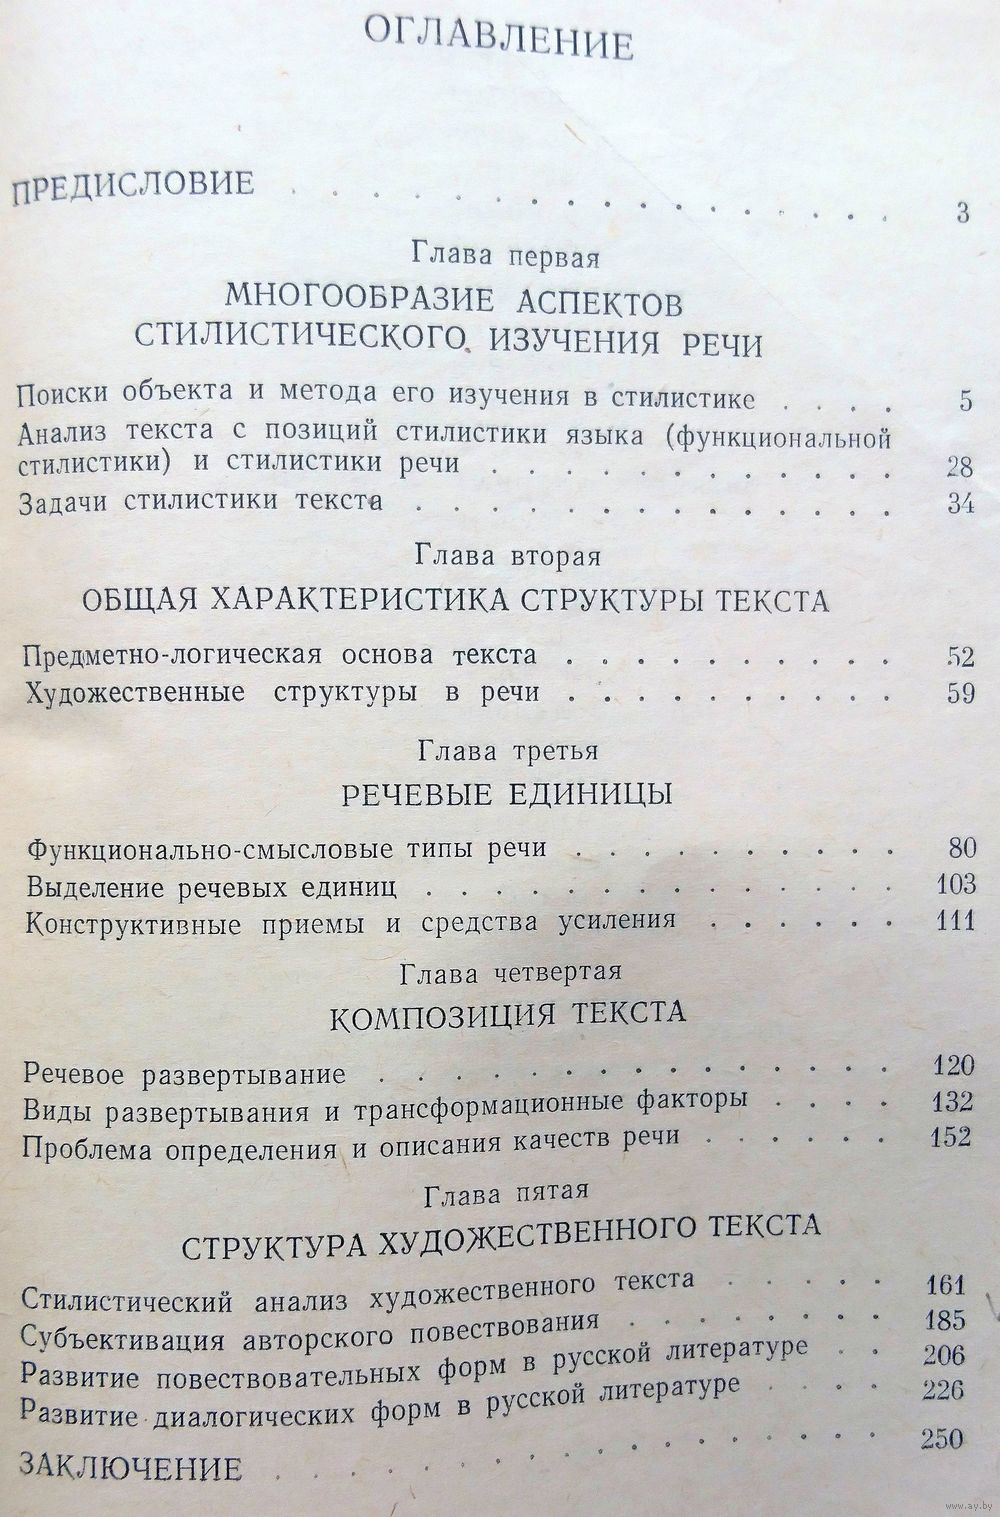 ОГЛАВЛЕНИЕ
ПРЕДИСЛОВИЕ . . . . . . . . . . . . . . . . 3
Глава первая
МНОГООБРАЗИЕ АСПЕКТОВ
СТИЛИСТИЧЕСКОГО ИЗУЧЕНИЯ РЕЧИ
Поиски объекта и метода его изучения в стилистике . . . . 5
Анализ текста с позиций стилистики языка (функциональной
стилистики) и стилистики речи . . . . . . . . . . . 28
Задачи стилистики текста . . . . . . . . . . . . . 34
Глава вторая
ОБЩАЯ ХАРАКТЕРИСТИКА СТРУКТУРЫ ТЕКСТА
Предметно-логическая основа текста . . . . . . . . . 52
Художественные структуры в речи . . . . . . . . . 59
Глава третья
РЕЧЕВЫЕ ЕДИНИЦЫ
Функционально-смысловые типы речи . . . . . . . . . 80
Выделение речевых единиц . . . . . . . . . . . . . 103
Конструктивные приемы и средства усиления . . . . . . 111
Глава четвертая
КОМПОЗИЦИЯ ТЕКСТА
Речевое развертывание . . . . . . . . . . . . . . 120
Виды развертывания и трансформационные факторы . . . . 132
Проблема определения и описания качеств речи . . . . . . 152
Глава пятая
СТРУКТУРА ХУДОЖЕСТВЕННОГО ТЕКСТА
Стилистический анализ художественного текста . . . . . 161
Субъективация авторского повествования . . . . . . . 185
Развитие повествовательных форм в русской литературе . . 206
Развитие диалогических форм в русской литературе . . . . 226
ЗАКЛЮЧЕНИЕ . . . . . . . . . . . . . . . . 250
www.ay.by